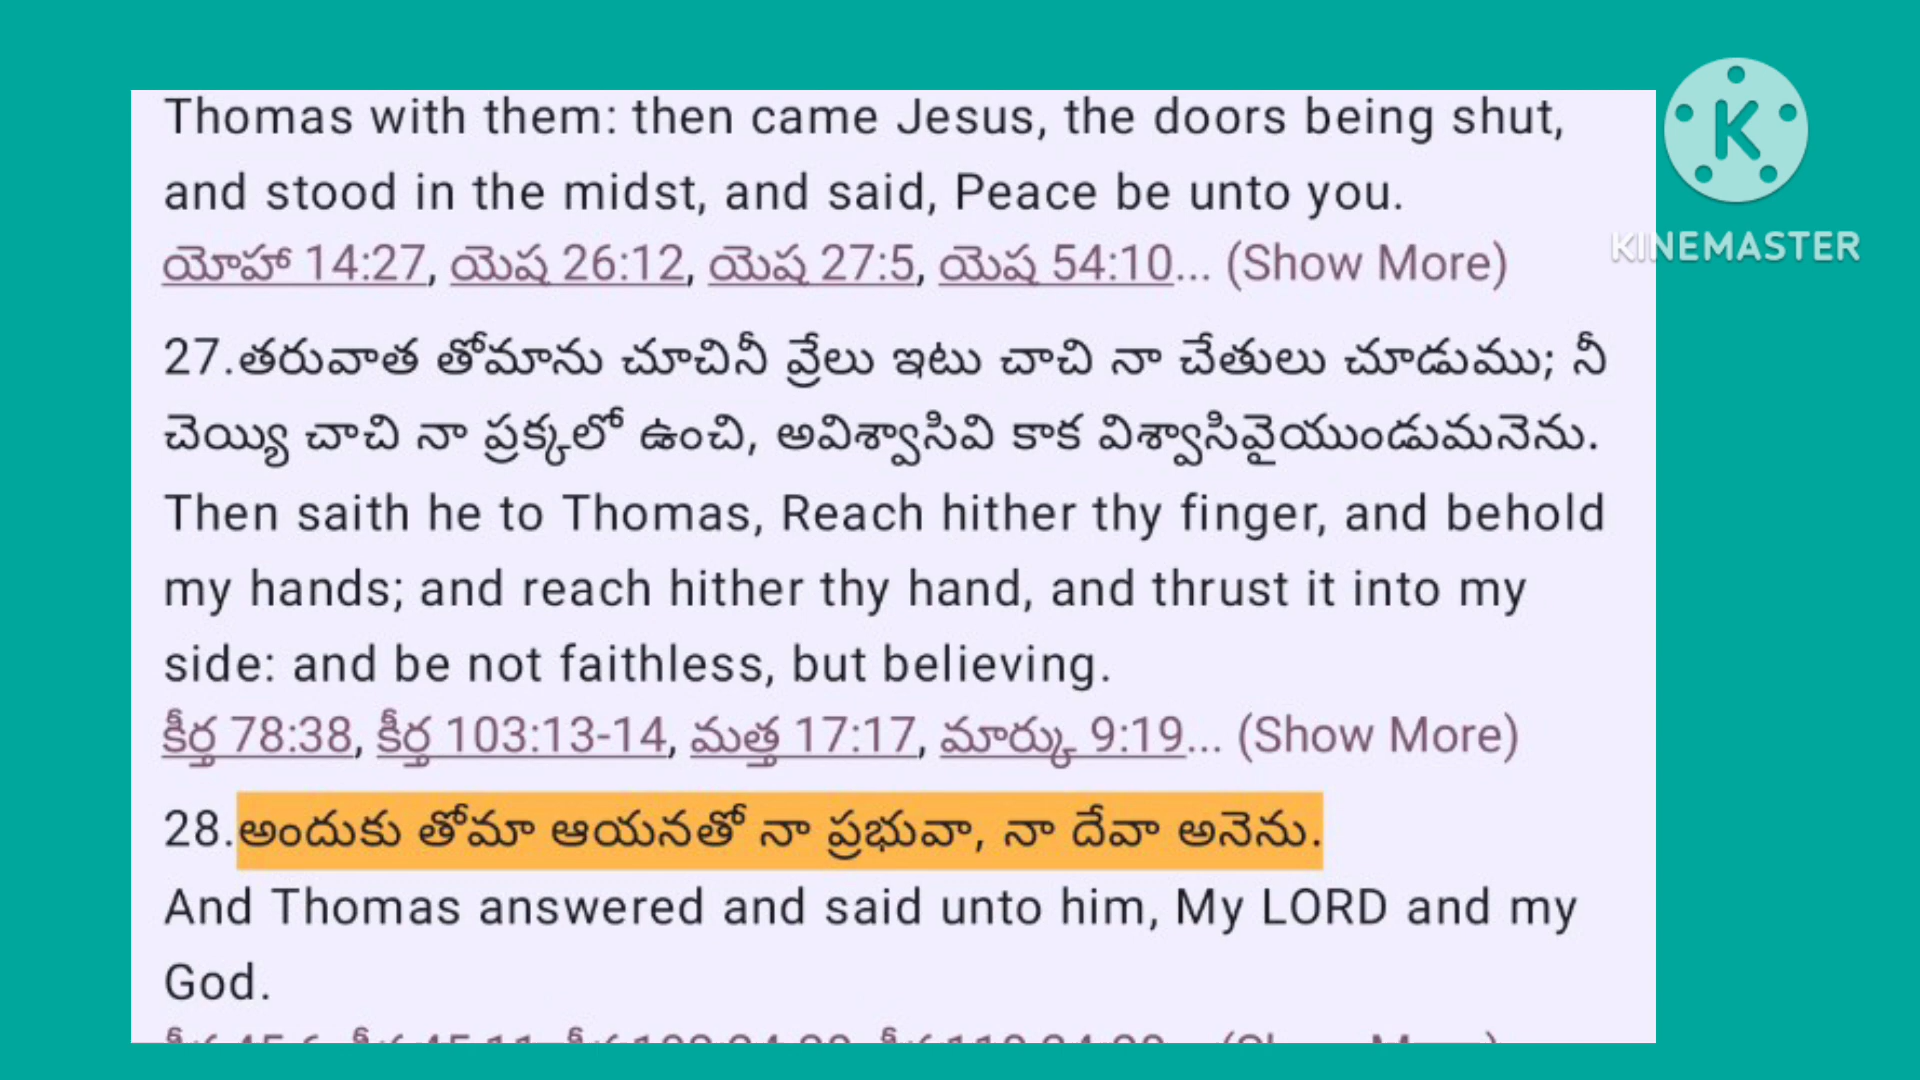 Thomas with them: then came Jesus, the doors being shut,
and stood in the midst, and said, Peace be unto you.
యోహా 14:27, యెష 26:12, యెష 27:5, యెష 54:10... (Show More)
27.తరువాత తోమాను చూచినీ వ్రేలు ఇటు చాచి నా చేతులు చూడుము; నీ
చెయ్యి చాచి నా ప్రక్కలో ఉంచి, అవిశ్వాసివి కాక విశ్వాసివైయుండుమనెను.
Then saith he to Thomas, Reach hither thy finger, and behold
my hands; and reach hither thy hand, and thrust it into my
side: and be not faithless, but believing.
కీర్త 78:38, కీర్త 103:13-14, మత్త 17:17, మార్కు 9:19... (Show More)
28.అందుకు తోమా ఆయనతో నా ప్రభువా, నా దేవా అనెను.
And Thomas answered and said unto him, My LORD and my
God.
K
KINEMASTER